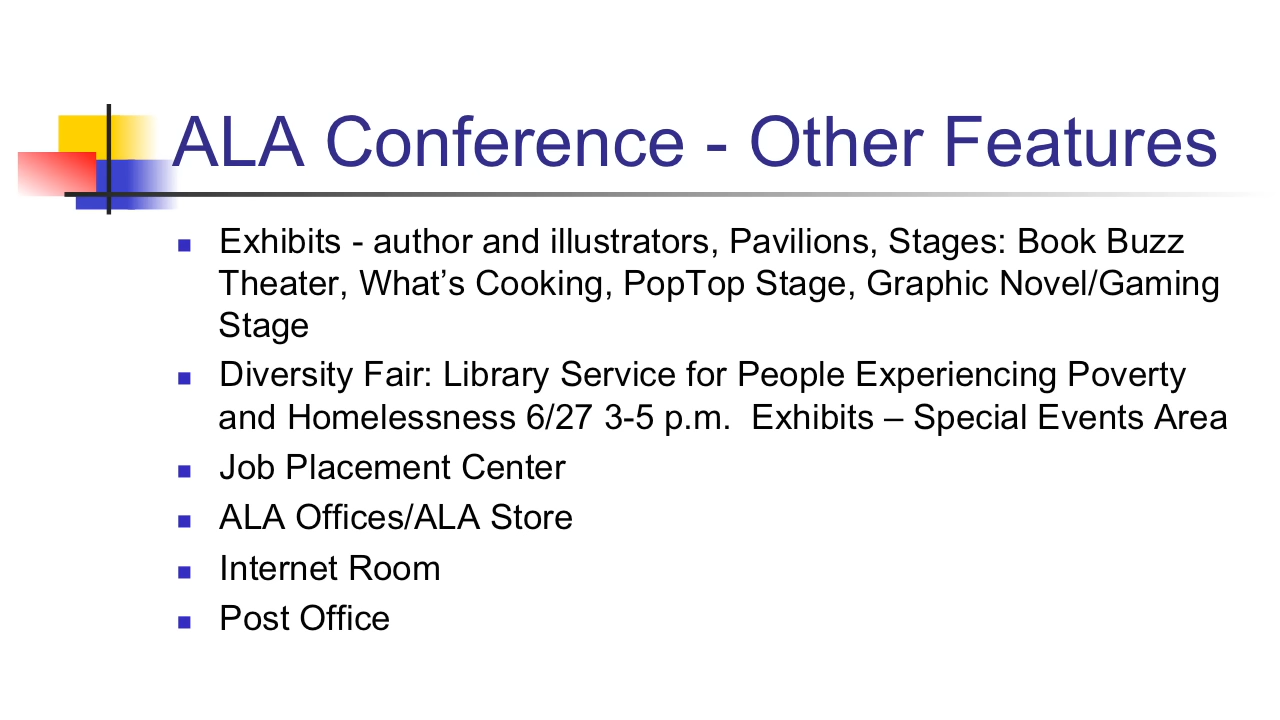 ALA Conference - Other Features
Exhibits - author and illustrators, Pavilions, Stages: Book Buzz
Theater, What’s Cooking, PopTop Stage, Graphic Novel/Gaming
Stage
Diversity Fair: Library Service for People Experiencing Poverty
and Homelessness 6/27 3-5 p.m.  Exhibits – Special Events Area
Job Placement Center
ALA Offices/ALA Store
Internet Room
Post Office